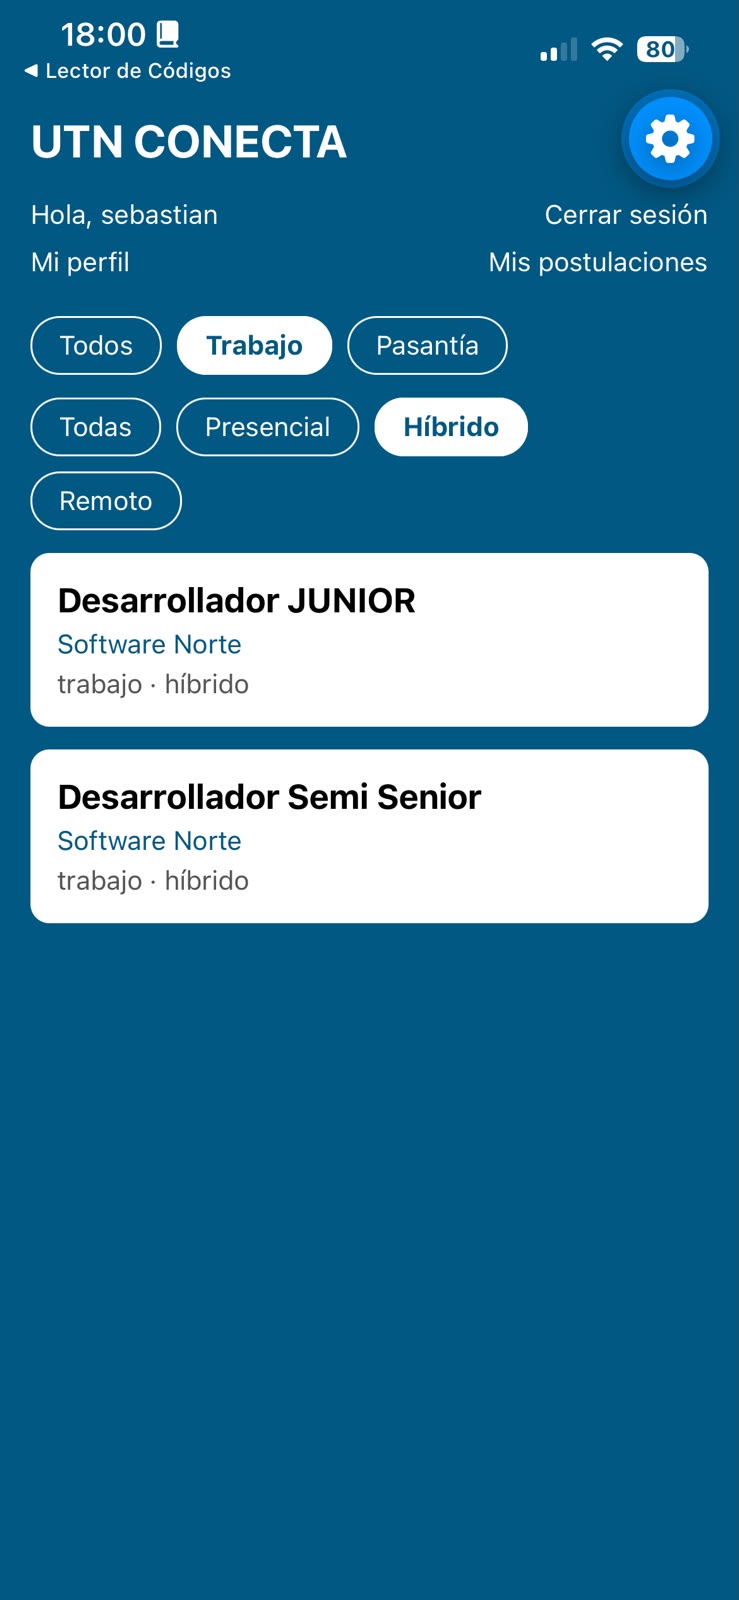 18:00
80
◀ Lector de Códigos
UTN CONECTA
Hola, sebastian
Cerrar sesión
Mi perfil
Mis postulaciones
Todos
Trabajo
Pasantía
Todas
Presencial
Híbrido
Remoto
Desarrollador JUNIOR
Software Norte
trabajo · híbrido
Desarrollador Semi Senior
Software Norte
trabajo · híbrido